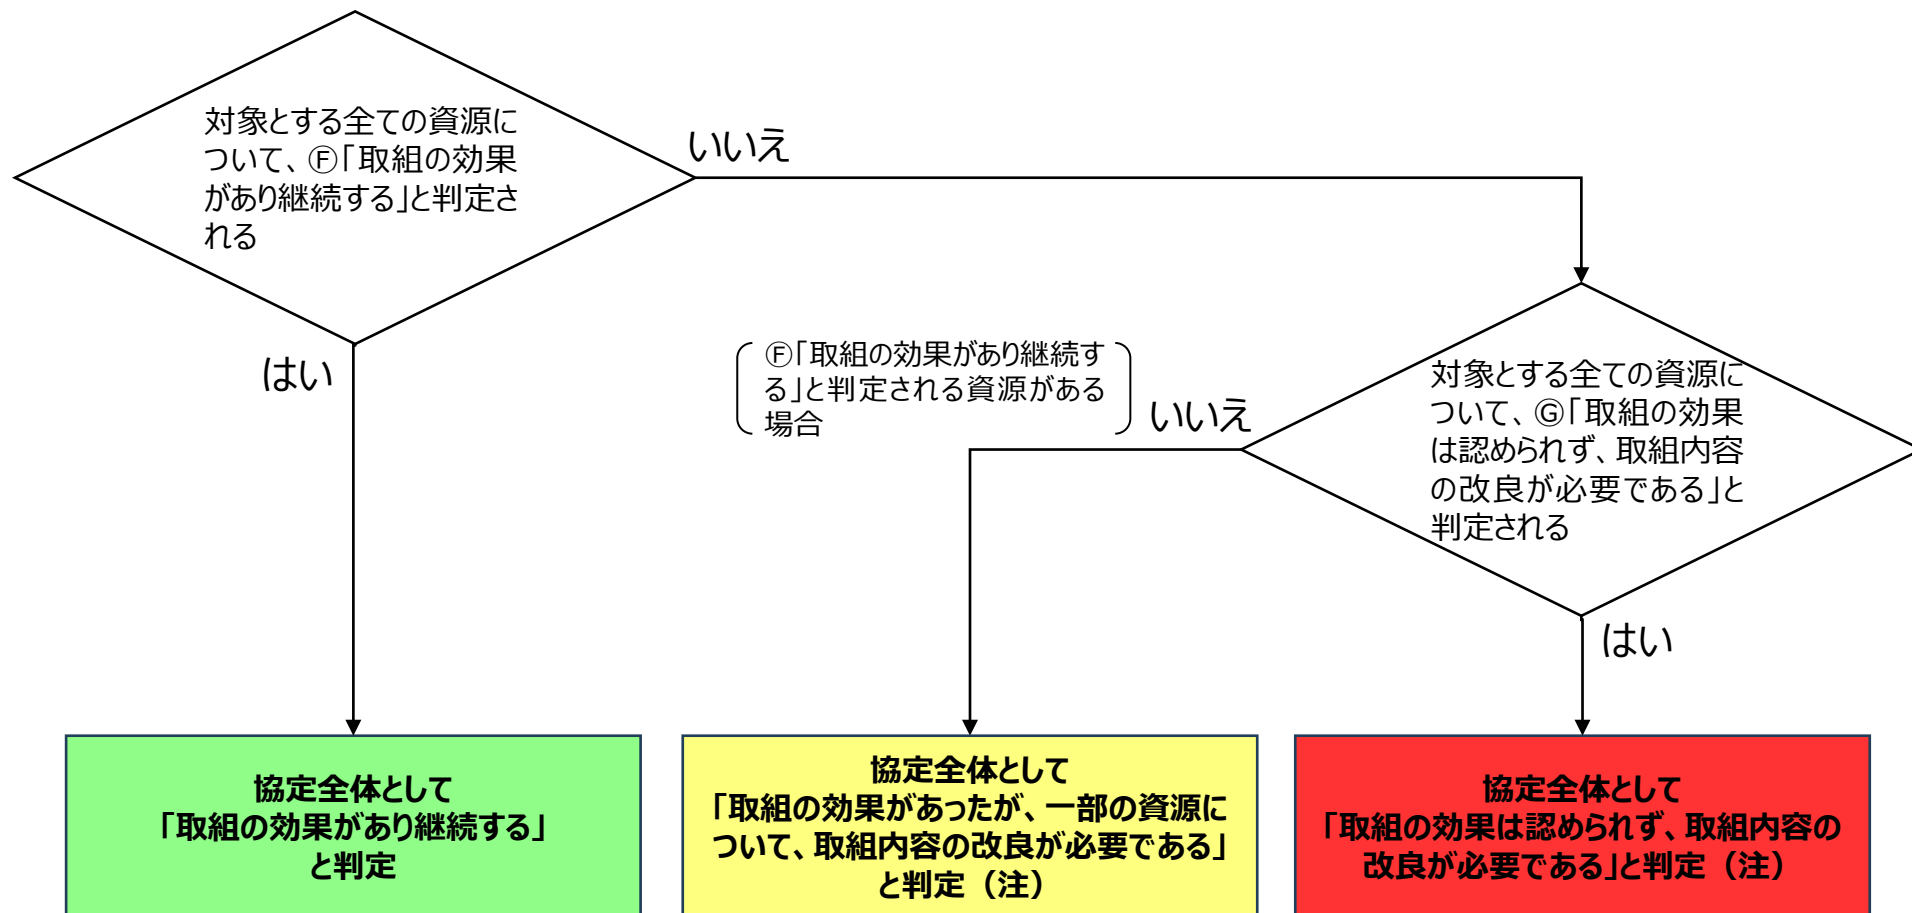 対象とする全ての資源に
ついて、Ⓕ「取組の効果
があり継続する」と判定さ
れる
いいえ
はい
Ⓕ「取組の効果があり継続す
る」と判定される資源がある
場合
いいえ
対象とする全ての資源に
ついて、Ⓖ「取組の効果
は認められず、取組内容
の改良が必要である」と
判定される
はい
協定全体として
「取組の効果があり継続する」
と判定
協定全体として
「取組の効果があったが、一部の資源に
ついて、取組内容の改良が必要である」
と判定（注）
協定全体として
「取組の効果は認められず、取組内容の
改良が必要である」と判定（注）